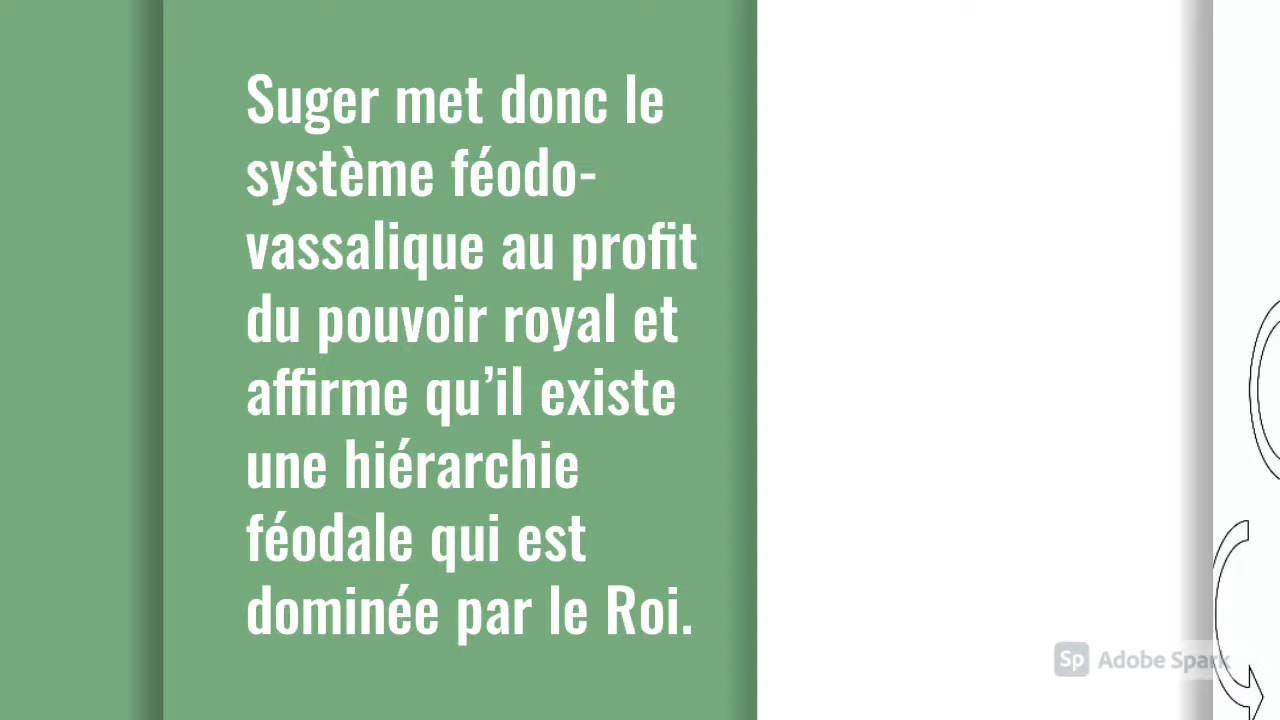 Suger met donc le
système féodo-
vassalique au profit
du pouvoir royal et
affirme qu’il existe
une hiérarchie
féodale qui est
dominée par le Roi.
Sp Adobe Spark